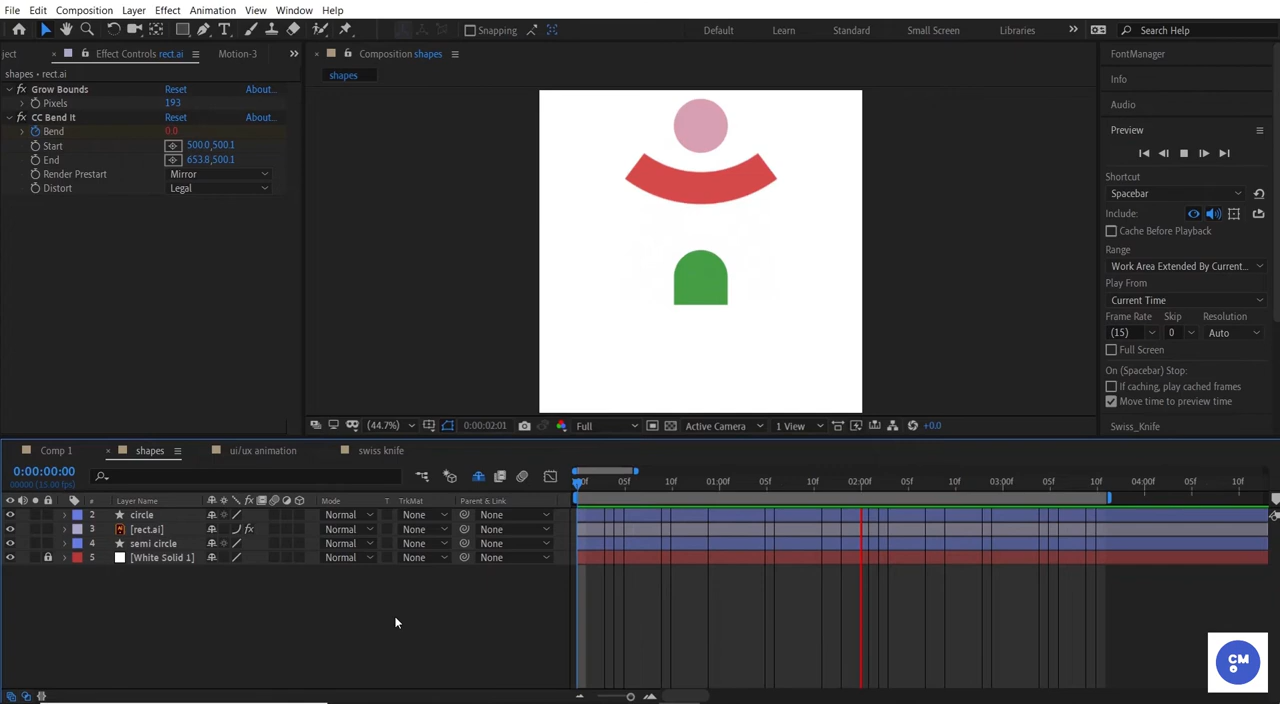 File Edit Composition Layer Effect Animation View Window Help
Snapping Default Learn Standard Small Screen Libraries Search Help
ject Effect Controls rect.ai Motion-3 Composition shapes FontManager
shapes • rect.ai shapes Info
fx Grow Bounds Reset About...
Pixels 193 Audio
fx CC Bend It Reset About...
Bend 0.0 Preview
Start 500.0,500.1
End 653.8,500.1
Render Prestart Mirror Shortcut
Distort Legal Spacebar
Include:
Cache Before Playback
Range
Work Area Extended By Current...
Play From
Current Time
Frame Rate Skip Resolution
(15) 0 Auto
Full Screen
On (Spacebar) Stop:
If caching, play cached frames
Move time to preview time
(44.7%) 0:00:02:01 Full Active Camera 1 View +0.0 Swiss_Knife
Comp 1 shapes ui/ux animation swiss knife
0:00:00:00
00000 (15.00 fps) 00f 05f 10f 01:00f 05f 10f 02:00f 05f 10f 03:00f 05f 10f 04:00f 05f 10f
# Layer Name fx Mode T TrkMat Parent & Link
2 circle Normal None None
3 [rect.ai] fx Normal None None
4 semi circle Normal None None
5 [White Solid 1] Normal None None
CM